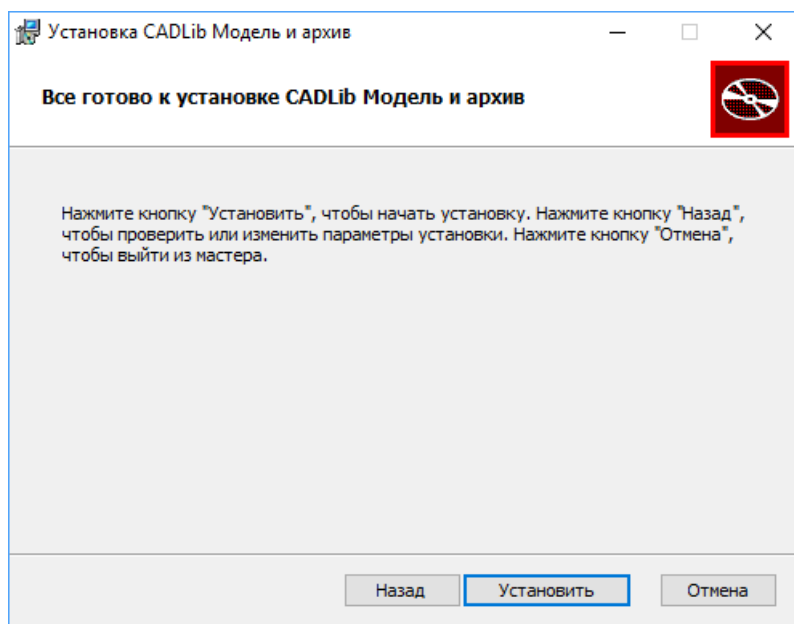 Установка CADLib Модель и архив
Все готово к установке CADLib Модель и архив
Нажмите кнопку "Установить", чтобы начать установку. Нажмите кнопку "Назад",
чтобы проверить или изменить параметры установки. Нажмите кнопку "Отмена",
чтобы выйти из мастера.
Назад Установить Отмена